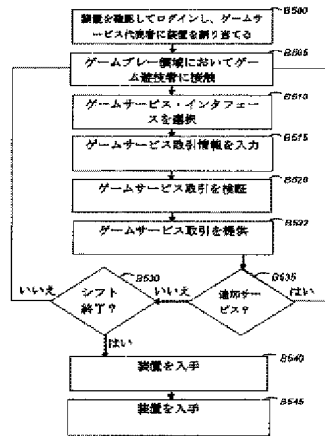 B500
装置を確認してログインし、ゲームサ
ービス代表者に装置を割り当てる
B505
ゲームプレー領域においてゲー
ム遊技者に接触
B510
ゲームサービス・インタフェー
スを選択
B515
ゲームサービス取引情報を入力
B520
ゲームサービス取引を検証
B522
ゲームサービス取引を提供
B530
シフト
終了?
いいえ
いいえ
B535
追加サー
ビス?
はい
B540
装置を入手
B545
装置を入手